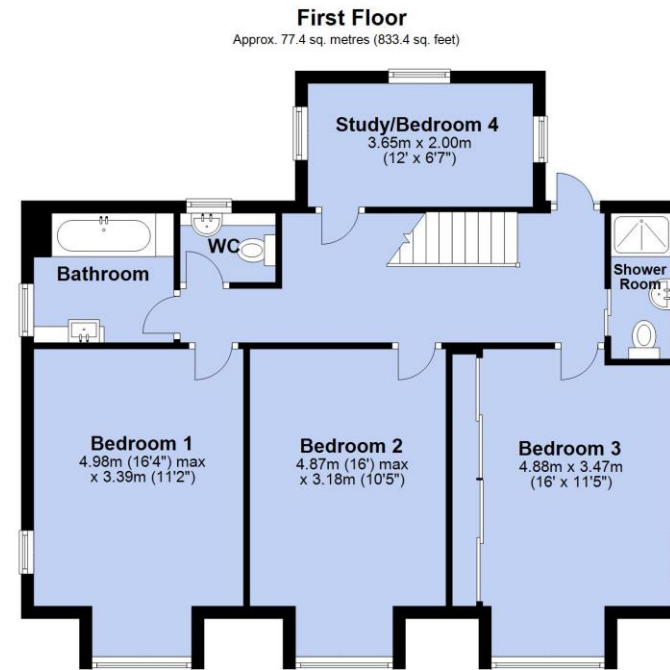 First Floor
Approx. 77.4 sq. metres (833.4 sq. feet)
Study/Bedroom 4
3.65m x 2.00m
(12' x 6'7")
WC
Bathroom
Shower
Room
Bedroom 1
4.98m (16'4") max
x 3.39m (11'2")
Bedroom 2
4.87m (16') max
x 3.18m (10'5")
Bedroom 3
4.88m x 3.47m
(16' x 11'5")